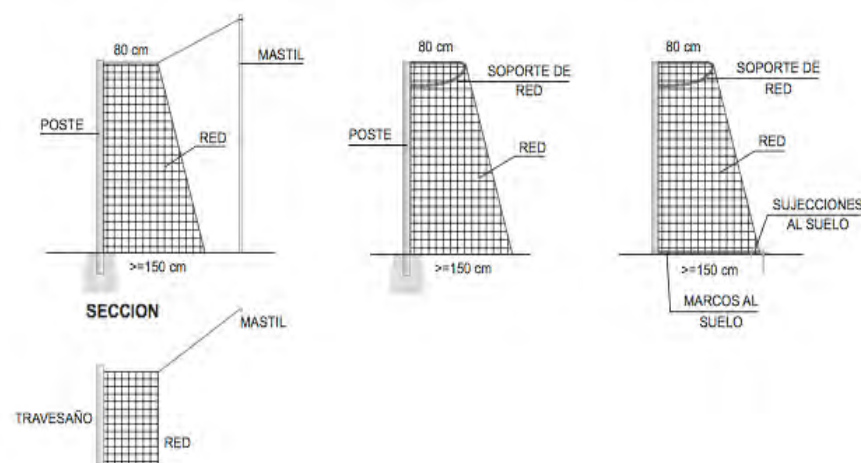 80 cm
MASTIL
POSTE
RED
>=150 cm
SECCION
80 cm
SOPORTE DE
RED
POSTE
RED
>=150 cm
80 cm
SOPORTE DE
RED
RED
SUJECCIONES
AL SUELO
>=150 cm
MARCOS AL
SUELO
MASTIL
TRAVESAÑO
RED